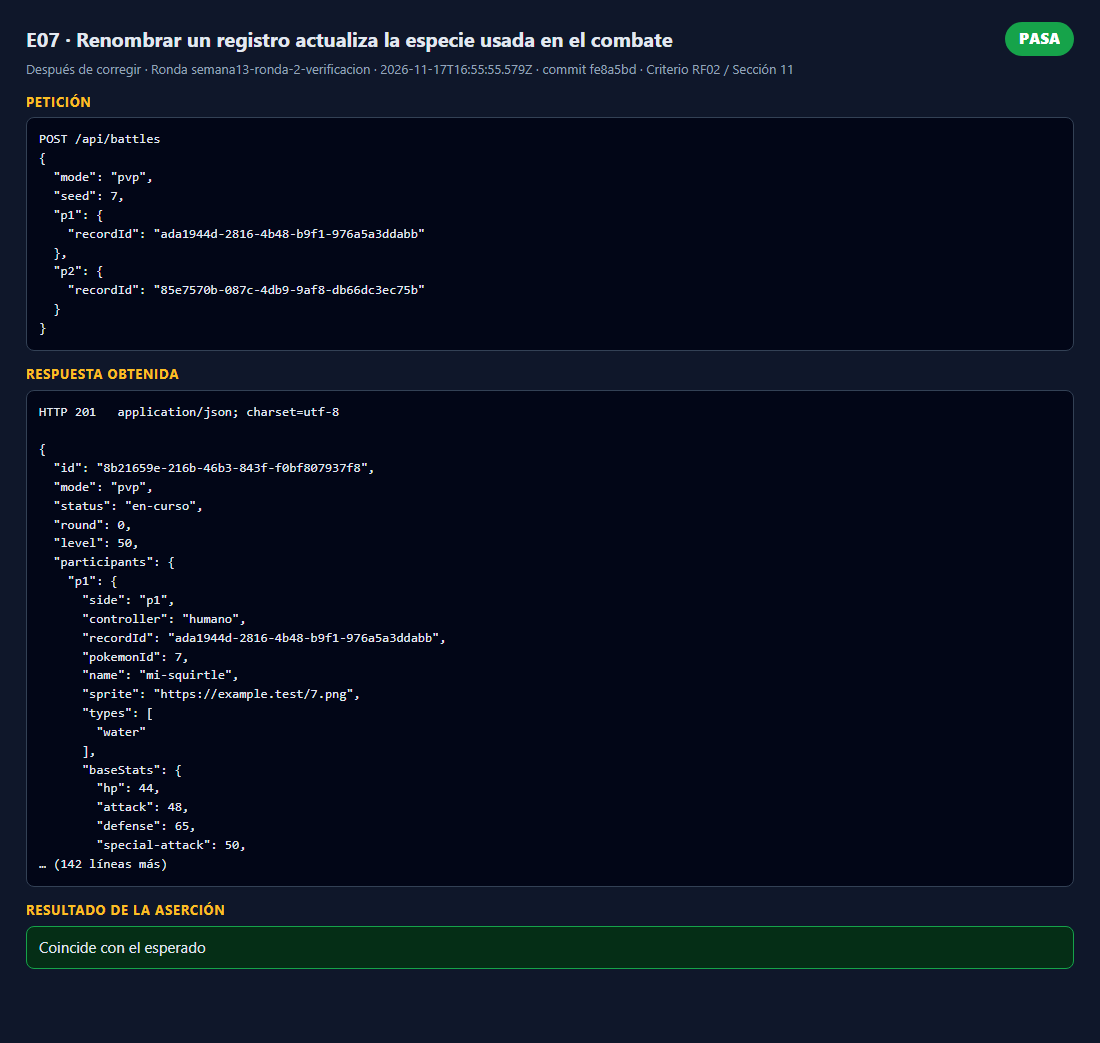 E07 · Renombrar un registro actualiza la especie usada en el combate
PASA
Después de corregir · Ronda semana13-ronda-2-verificacion · 2026-11-17T16:55:55.579Z · commit fe8a5bd · Criterio RF02 / Sección 11
PETICIÓN
POST /api/battles
{
  "mode": "pvp",
  "seed": 7,
  "p1": {
    "recordId": "ada1944d-2816-4b48-b9f1-976a5a3ddabb"
  },
  "p2": {
    "recordId": "85e7570b-087c-4db9-9af8-db66dc3ec75b"
  }
}
RESPUESTA OBTENIDA
HTTP 201   application/json; charset=utf-8
{
  "id": "8b21659e-216b-46b3-843f-f0bf807937f8",
  "mode": "pvp",
  "status": "en-curso",
  "round": 0,
  "level": 50,
  "participants": {
    "p1": {
      "side": "p1",
      "controller": "humano",
      "recordId": "ada1944d-2816-4b48-b9f1-976a5a3ddabb",
      "pokemonId": 7,
      "name": "mi-squirtle",
      "sprite": "https://example.test/7.png",
      "types": [
        "water"
      ],
      "baseStats": {
        "hp": 44,
        "attack": 48,
        "defense": 65,
        "special-attack": 50,
… (142 líneas más)
RESULTADO DE LA ASERCIÓN
Coincide con el esperado